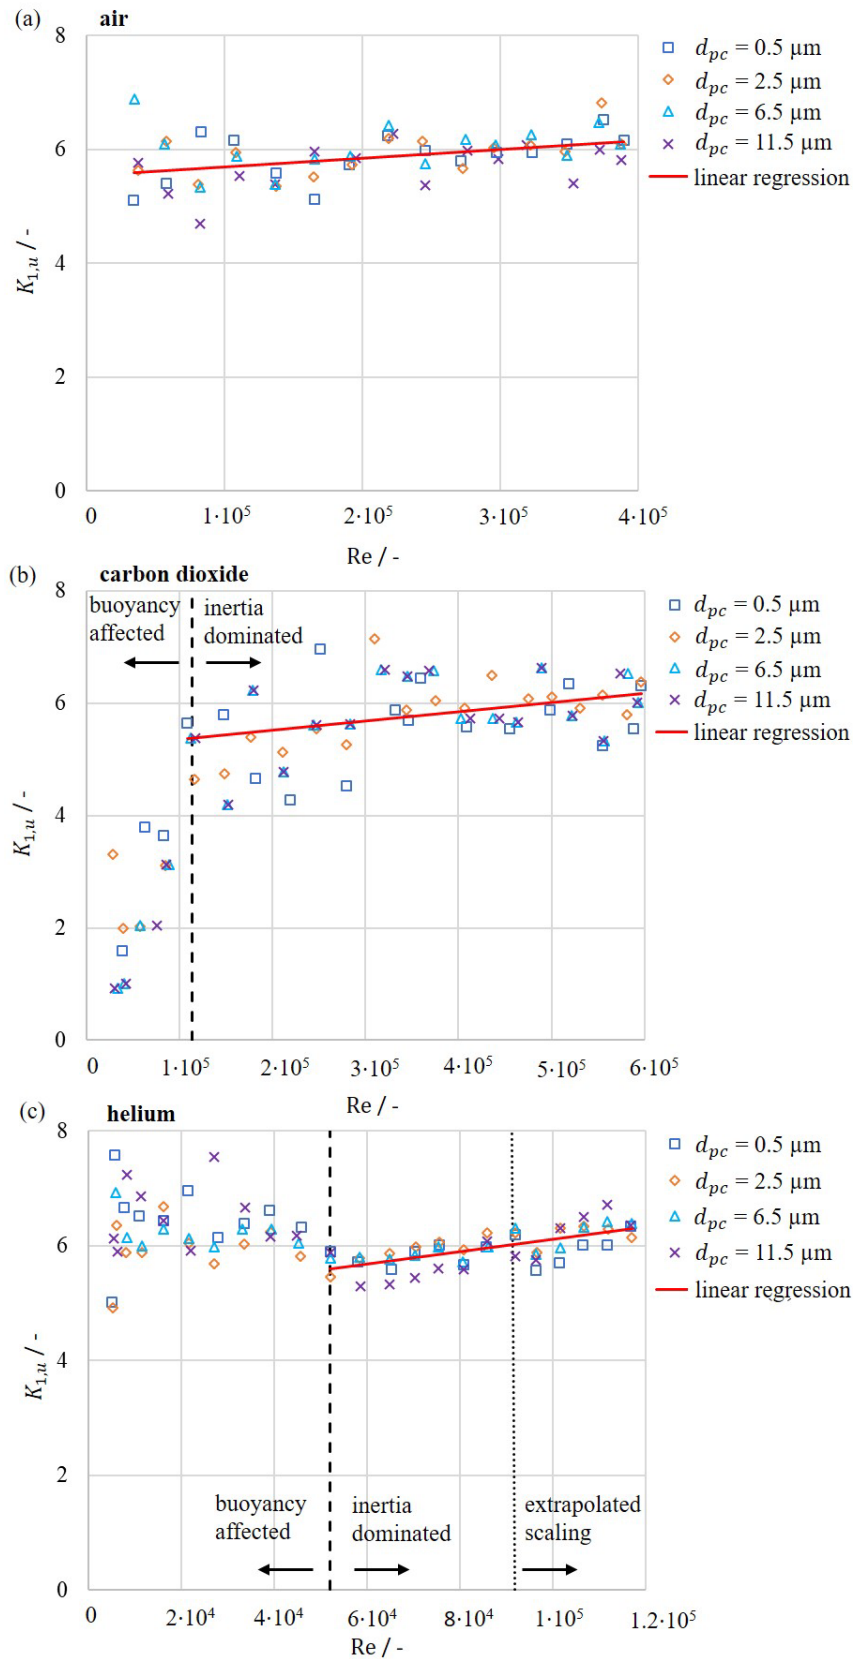 (a) air
8
6
4
2
0
K1,u / -
0 1·10⁵ 2·10⁵ 3·10⁵ 4·10⁵
Re / -
dpc = 0.5 µm
dpc = 2.5 µm
dpc = 6.5 µm
dpc = 11.5 µm
linear regression
(b) carbon dioxide
8
6
4
2
0
K1,u / -
buoyancy
affected
inertia
dominated
0 1·10⁵ 2·10⁵ 3·10⁵ 4·10⁵ 5·10⁵ 6·10⁵
Re / -
dpc = 0.5 µm
dpc = 2.5 µm
dpc = 6.5 µm
dpc = 11.5 µm
linear regression
(c) helium
8
6
4
2
0
K1,u / -
buoyancy
affected
inertia
dominated
extrapolated
scaling
0 2·10⁴ 4·10⁴ 6·10⁴ 8·10⁴ 1·10⁵ 1.2·10⁵
Re / -
dpc = 0.5 µm
dpc = 2.5 µm
dpc = 6.5 µm
dpc = 11.5 µm
linear regression